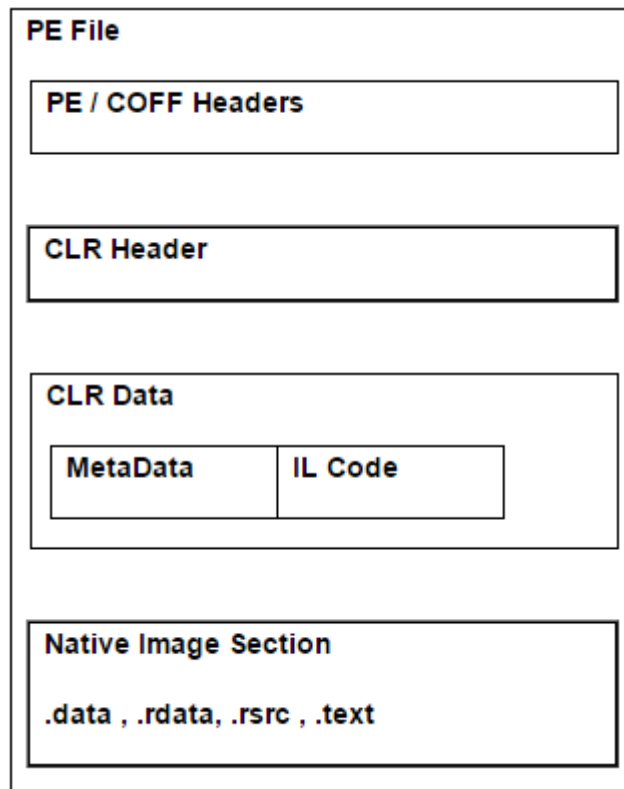 PE File
PE / COFF Headers
CLR Header
CLR Data
MetaData IL Code
Native Image Section
.data , .rdata, .rsrc , .text